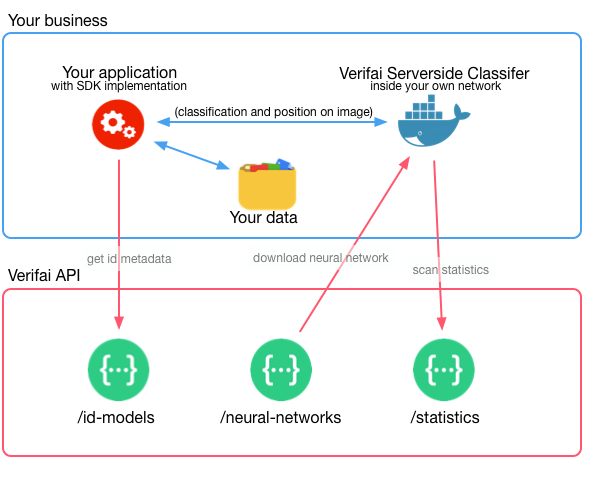 Your business
Your application
with SDK implementation
Verifai Serverside Classifer
inside your own network
(classification and position on image)
Your data
get id metadata
download neural network
scan statistics
Verifai API
{···}
{···}
{···}
/id-models
/neural-networks
/statistics